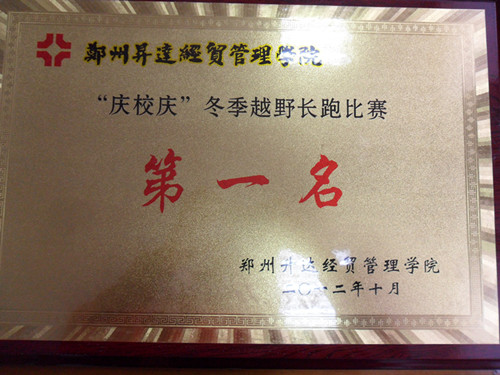 鄭州昇達經貿管理学院
“庆校庆”冬季越野长跑比赛
第一名
郑州升达经贸管理学院
二〇一二年十月